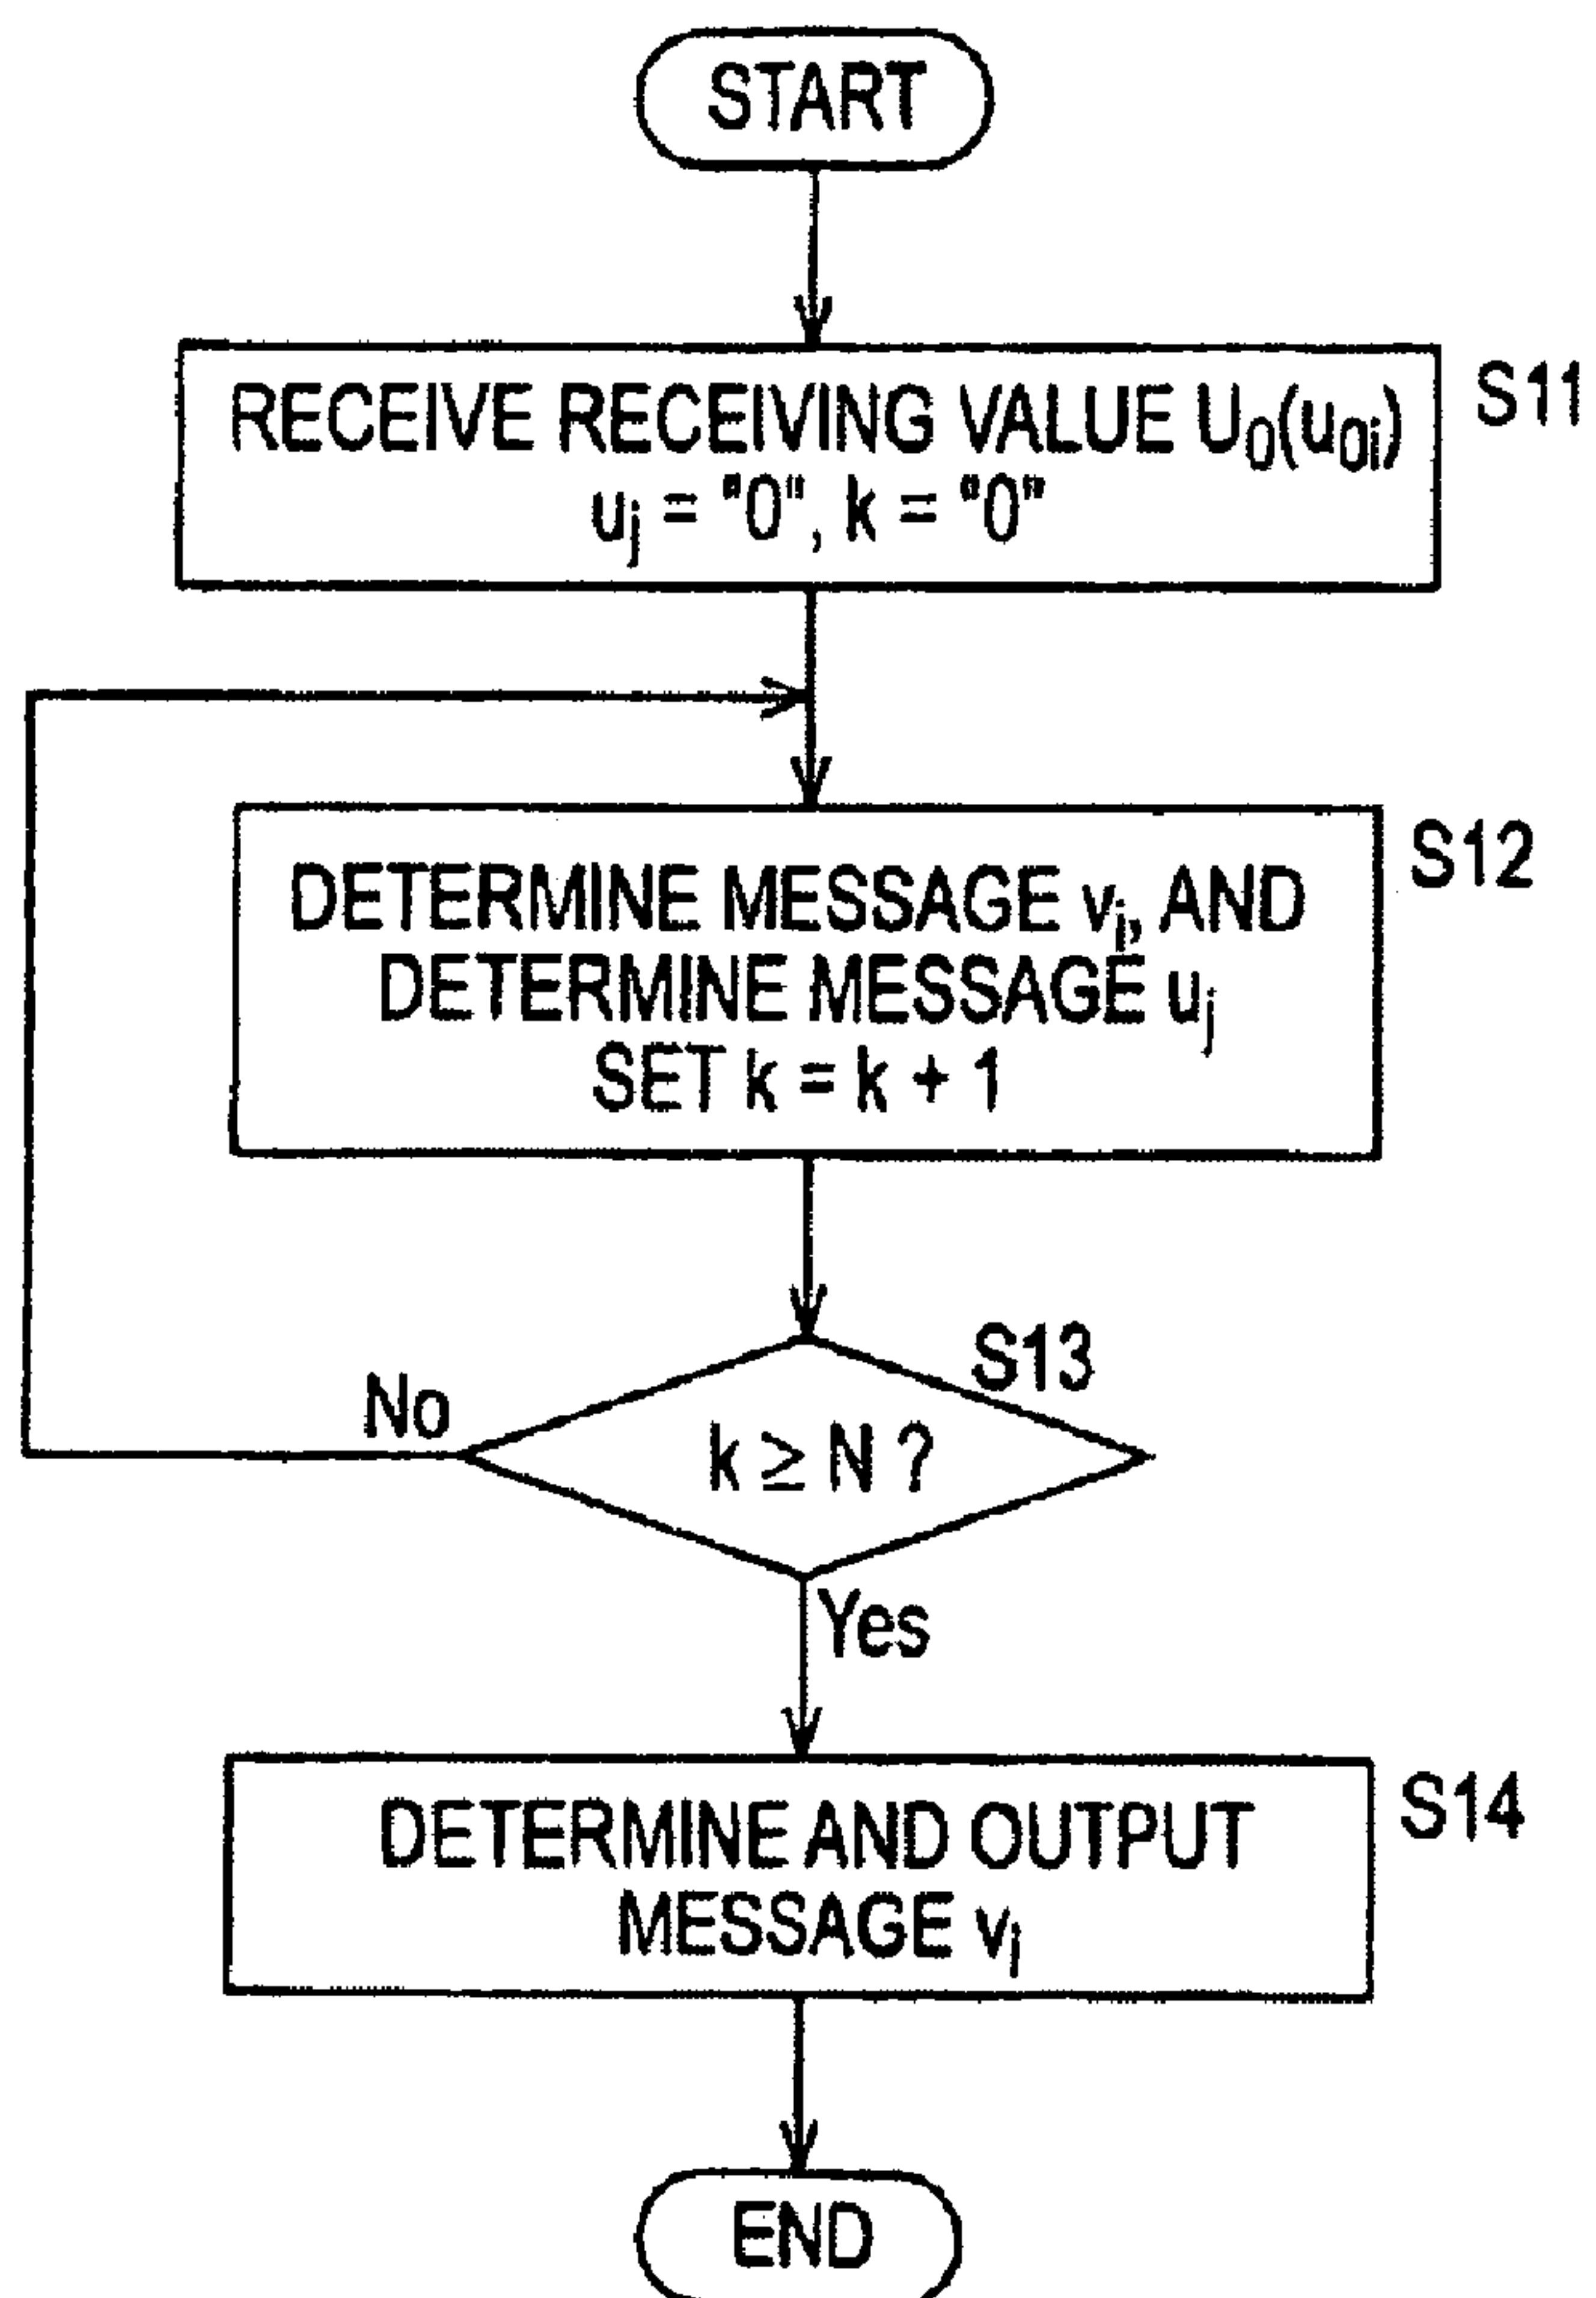 START
RECEIVE RECEIVING VALUE U₀(u₀ᵢ)
uⱼ = "0", k = "0"
S11
DETERMINE MESSAGE vᵢ, AND
DETERMINE MESSAGE uⱼ
SET k = k + 1
S12
S13
k ≥ N ?
No
Yes
DETERMINE AND OUTPUT
MESSAGE vᵢ
S14
END